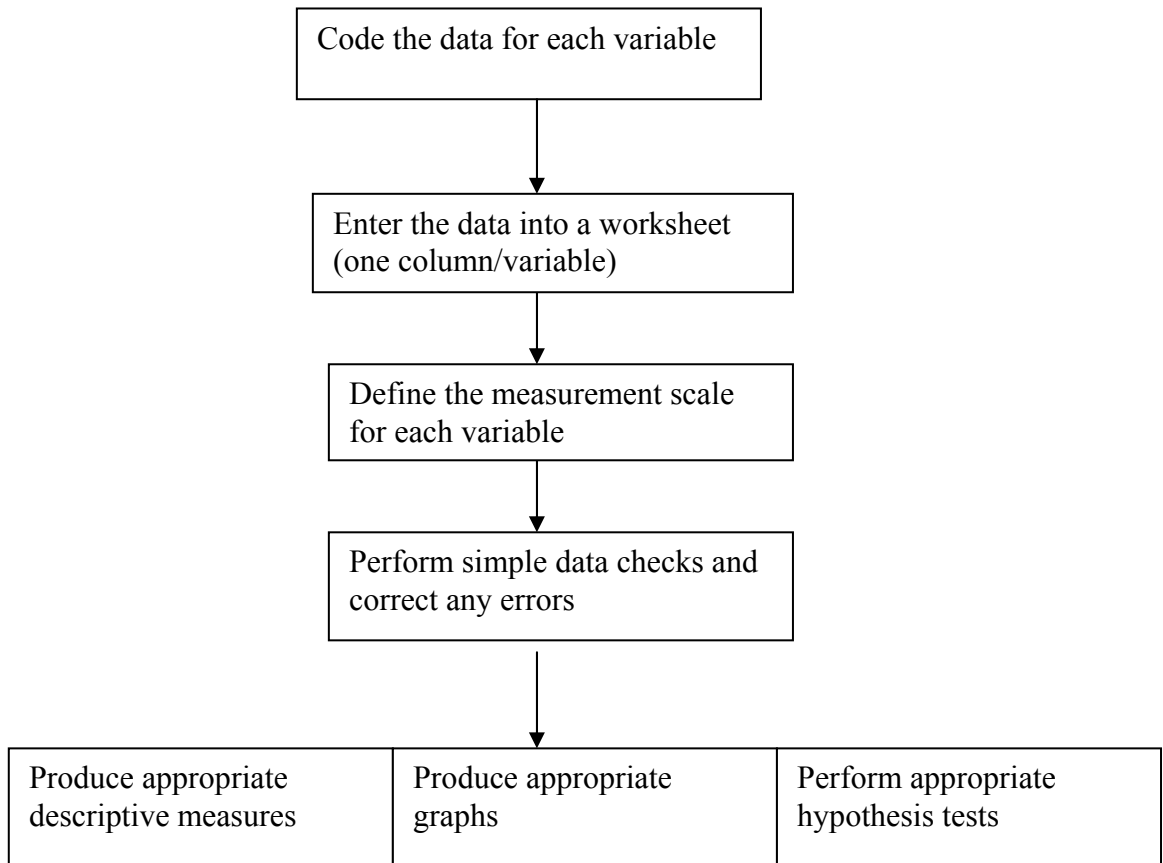 Code the data for each variable
Enter the data into a worksheet
(one column/variable)
Define the measurement scale
for each variable
Perform simple data checks and
correct any errors
Produce appropriate
descriptive measures
Produce appropriate
graphs
Perform appropriate
hypothesis tests